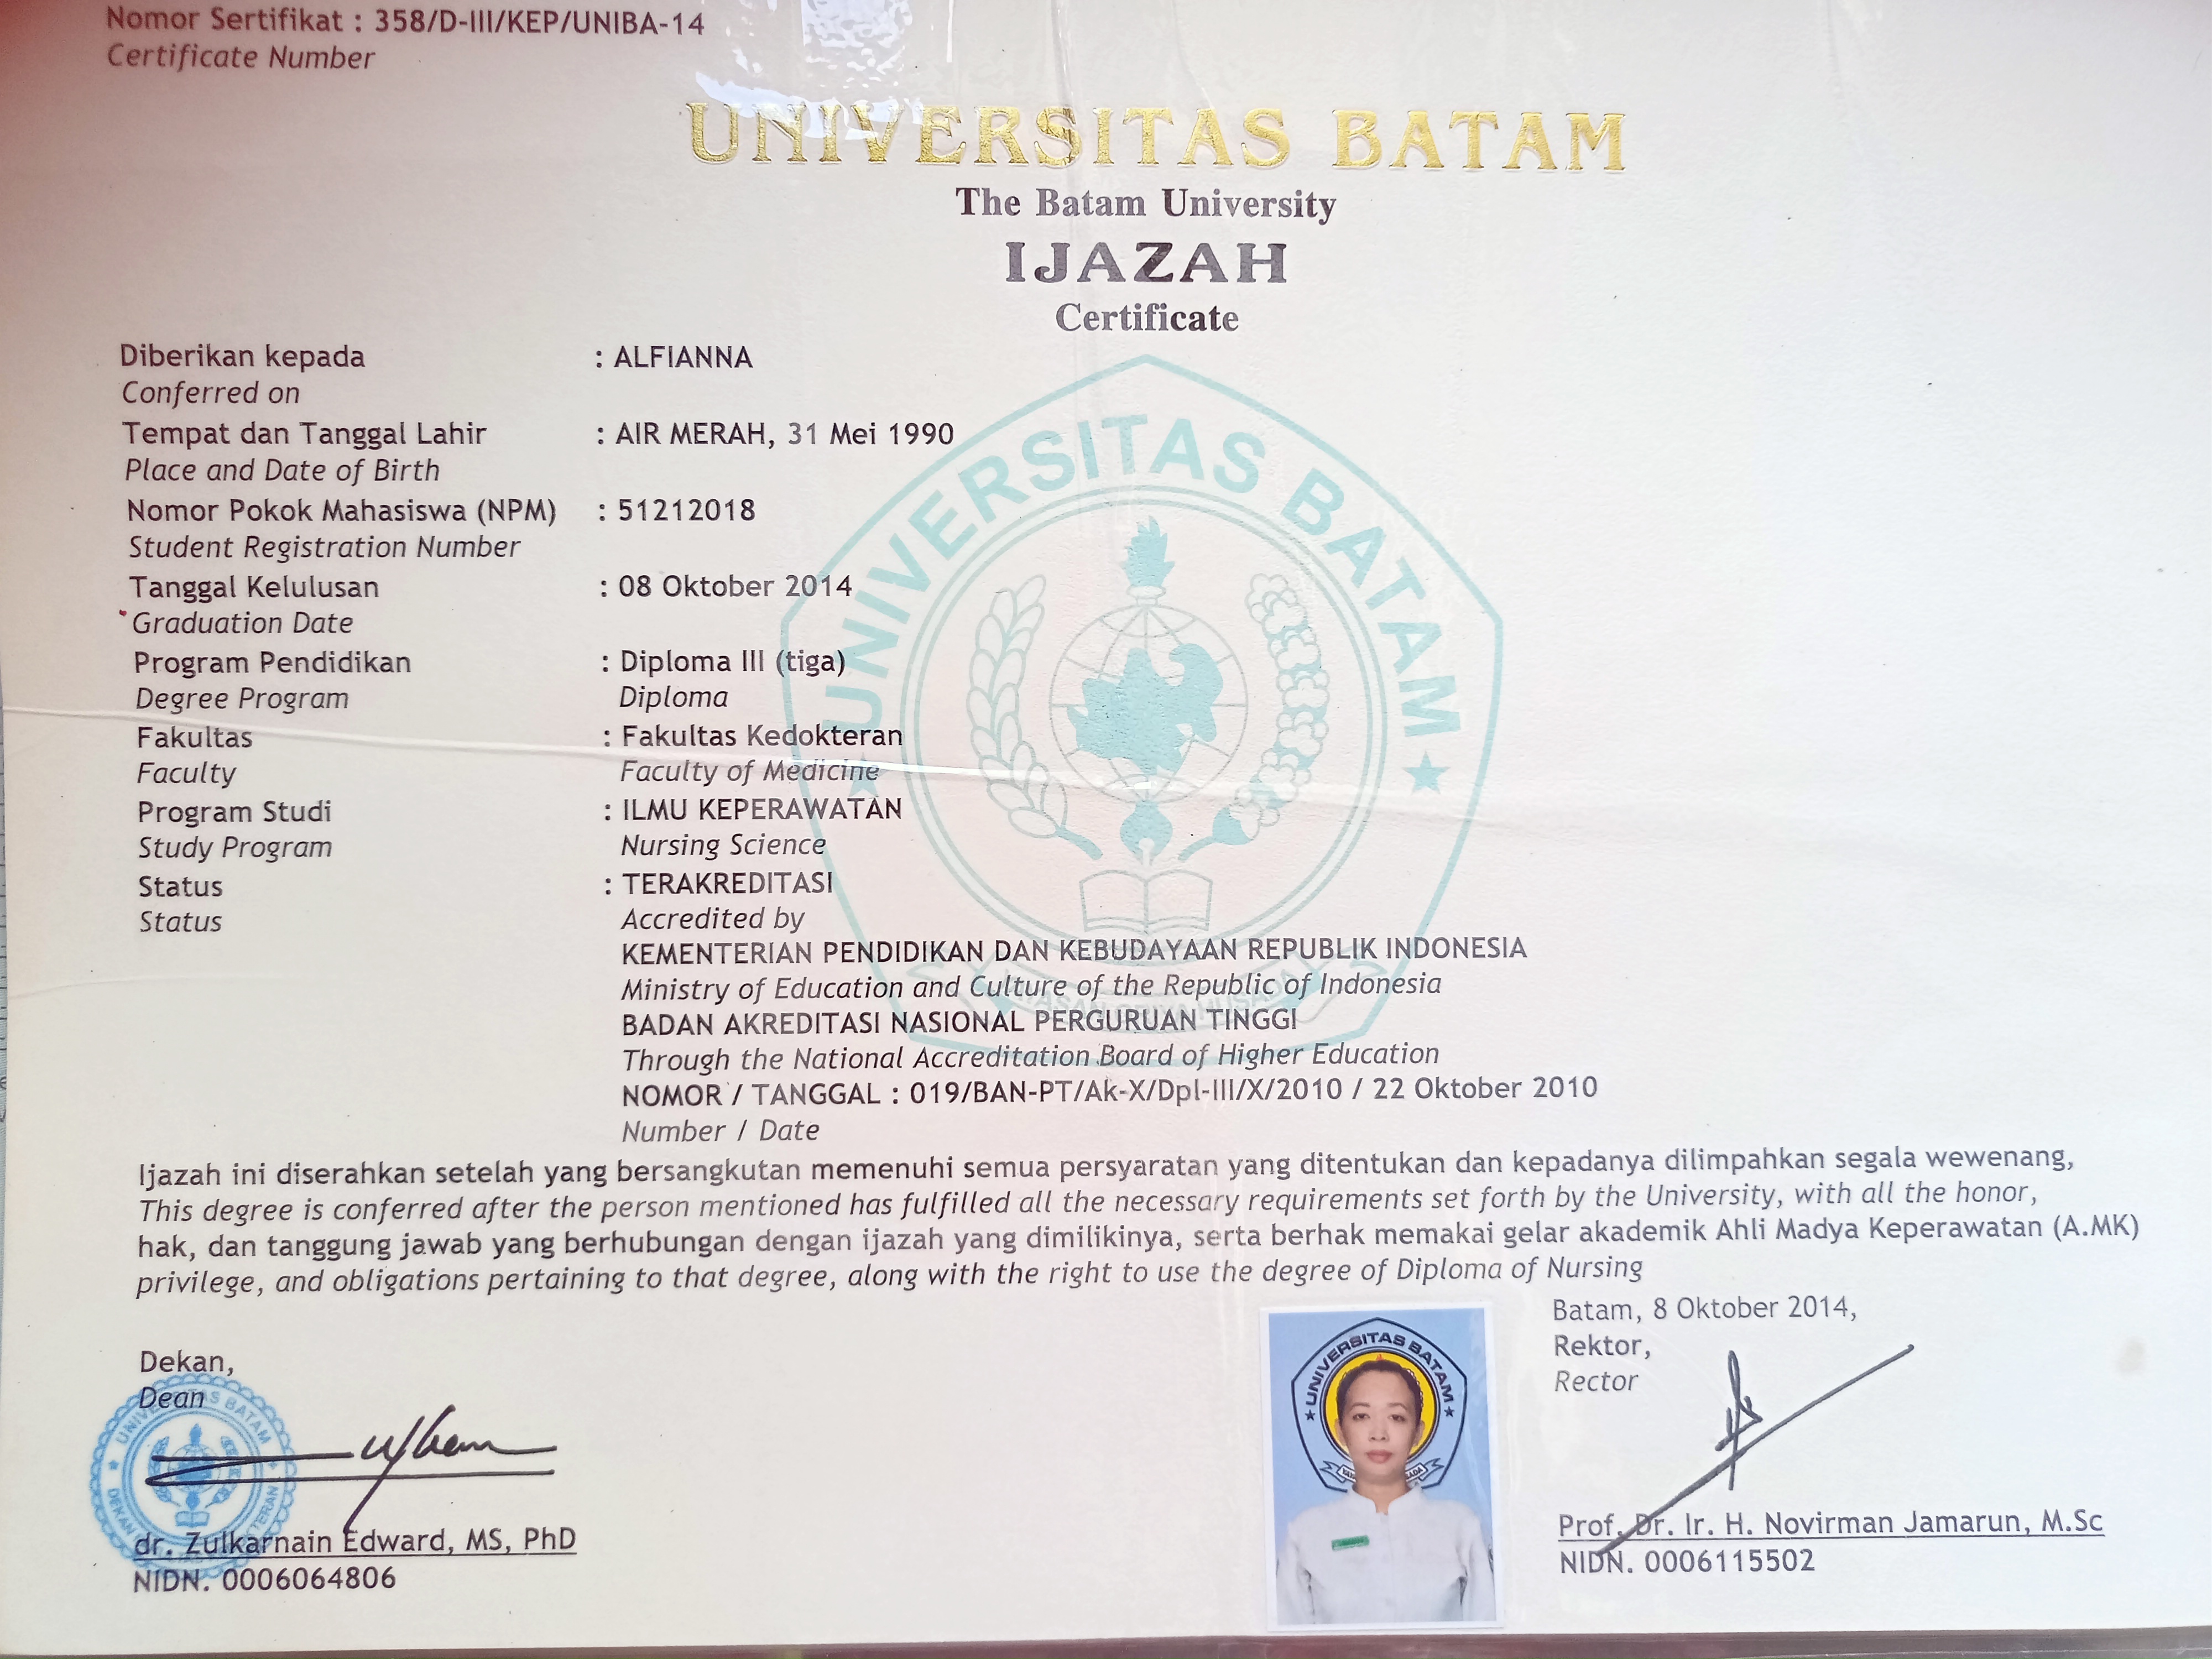 Nomor Sertifikat : 358/D-III/KEP/UNIBA-14
Certificate Number
UNIVERSITAS BATAM
The Batam University
IJAZAH
Certificate
Diberikan kepada : ALFIANNA
Conferred on
Tempat dan Tanggal Lahir : AIR MERAH, 31 Mei 1990
Place and Date of Birth
Nomor Pokok Mahasiswa (NPM) : 51212018
Student Registration Number
Tanggal Kelulusan : 08 Oktober 2014
Graduation Date
Program Pendidikan : Diploma III (tiga)
Degree Program Diploma
Fakultas : Fakultas Kedokteran
Faculty Faculty of Medicine
Program Studi : ILMU KEPERAWATAN
Study Program Nursing Science
Status : TERAKREDITASI
Status Accredited by
KEMENTERIAN PENDIDIKAN DAN KEBUDAYAAN REPUBLIK INDONESIA
Ministry of Education and Culture of the Republic of Indonesia
BADAN AKREDITASI NASIONAL PERGURUAN TINGGI
Through the National Accreditation Board of Higher Education
NOMOR / TANGGAL : 019/BAN-PT/Ak-X/Dpl-III/X/2010 / 22 Oktober 2010
Number / Date
Ijazah ini diserahkan setelah yang bersangkutan memenuhi semua persyaratan yang ditentukan dan kepadanya dilimpahkan segala wewenang,
This degree is conferred after the person mentioned has fulfilled all the necessary requirements set forth by the University, with all the honor,
hak, dan tanggung jawab yang berhubungan dengan ijazah yang dimilikinya, serta berhak memakai gelar akademik Ahli Madya Keperawatan (A.MK)
privilege, and obligations pertaining to that degree, along with the right to use the degree of Diploma of Nursing
Batam, 8 Oktober 2014,
Dekan, Rektor,
Dean Rector
dr. Zulkarnain Edward, MS, PhD
NIDN. 0006064806
Prof. Dr. Ir. H. Novirman Jamarun, M.Sc
NIDN. 0006115502
UNIVERSITAS BATAM
UNIVERSITAS BATAM
UNIVERSITAS BATAM
DEKAN